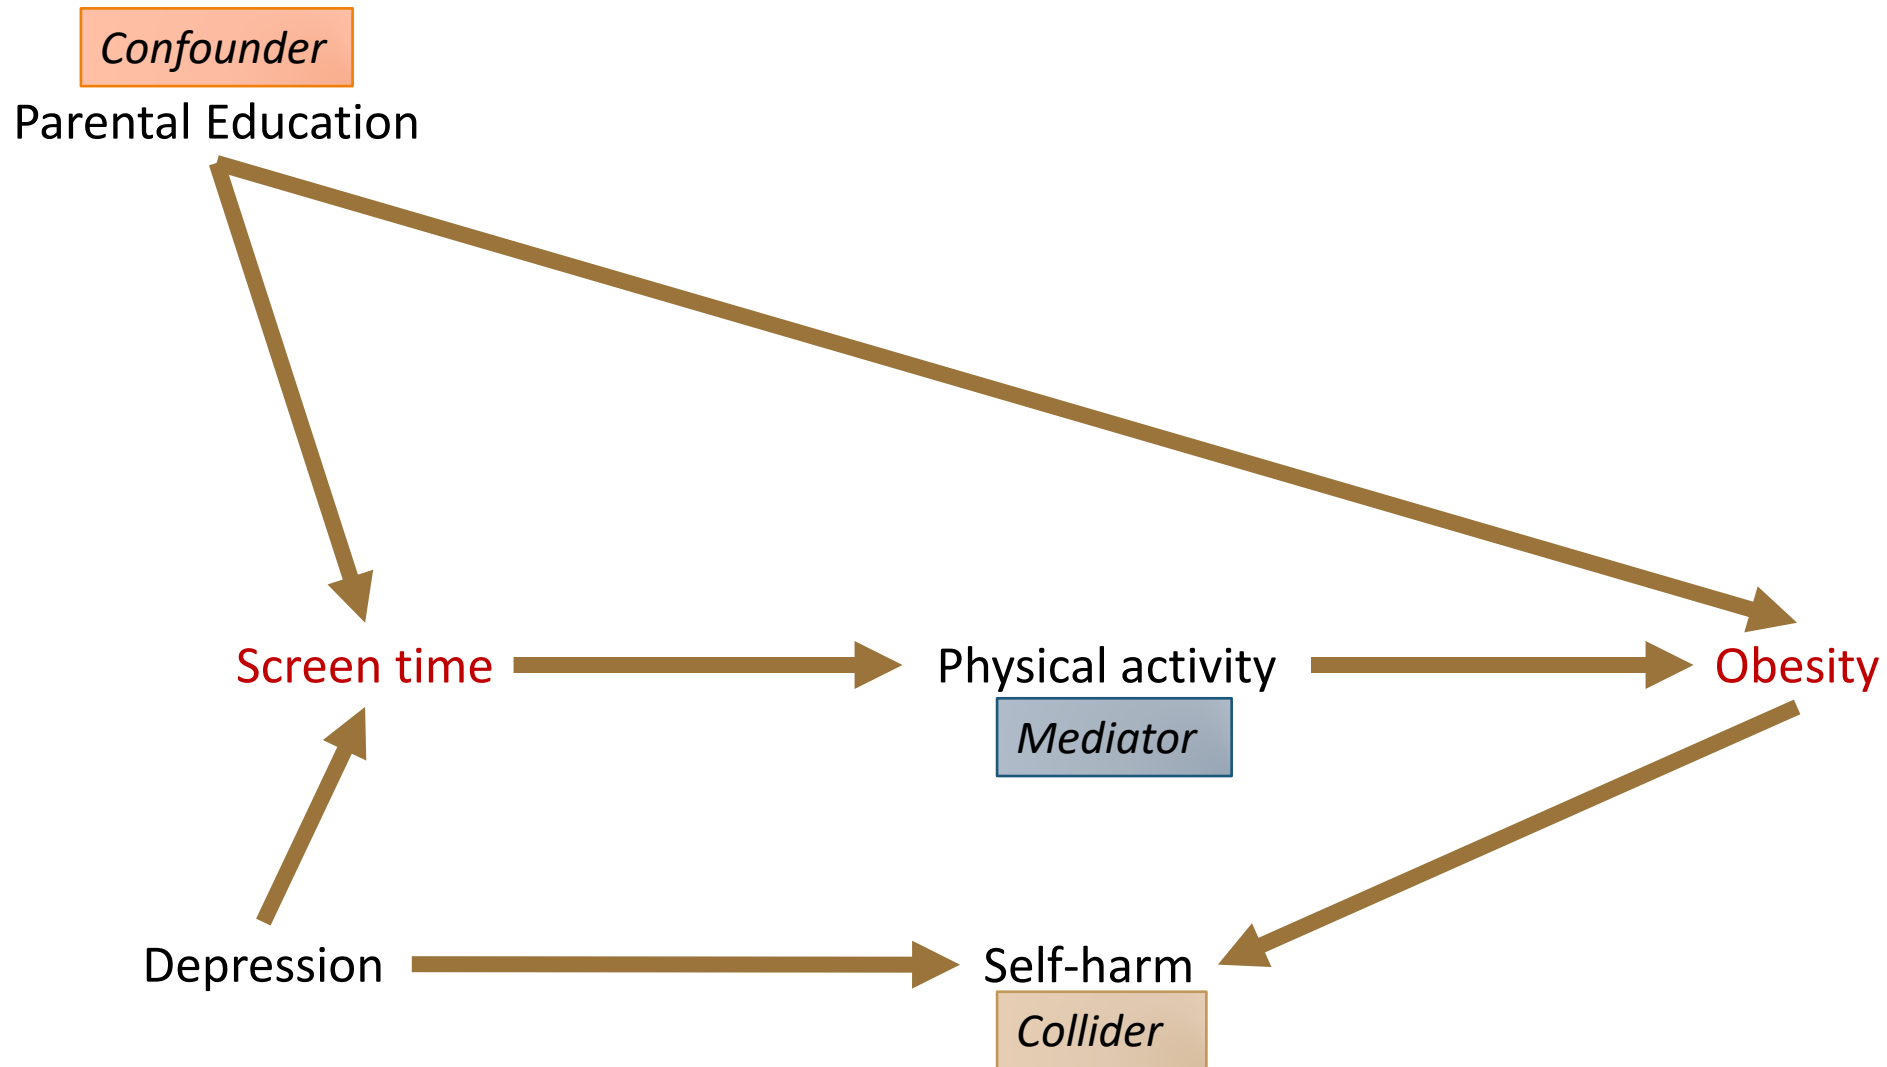 Confounder
Parental Education
Screen time
Physical activity
Obesity
Mediator
Depression
Self-harm
Collider